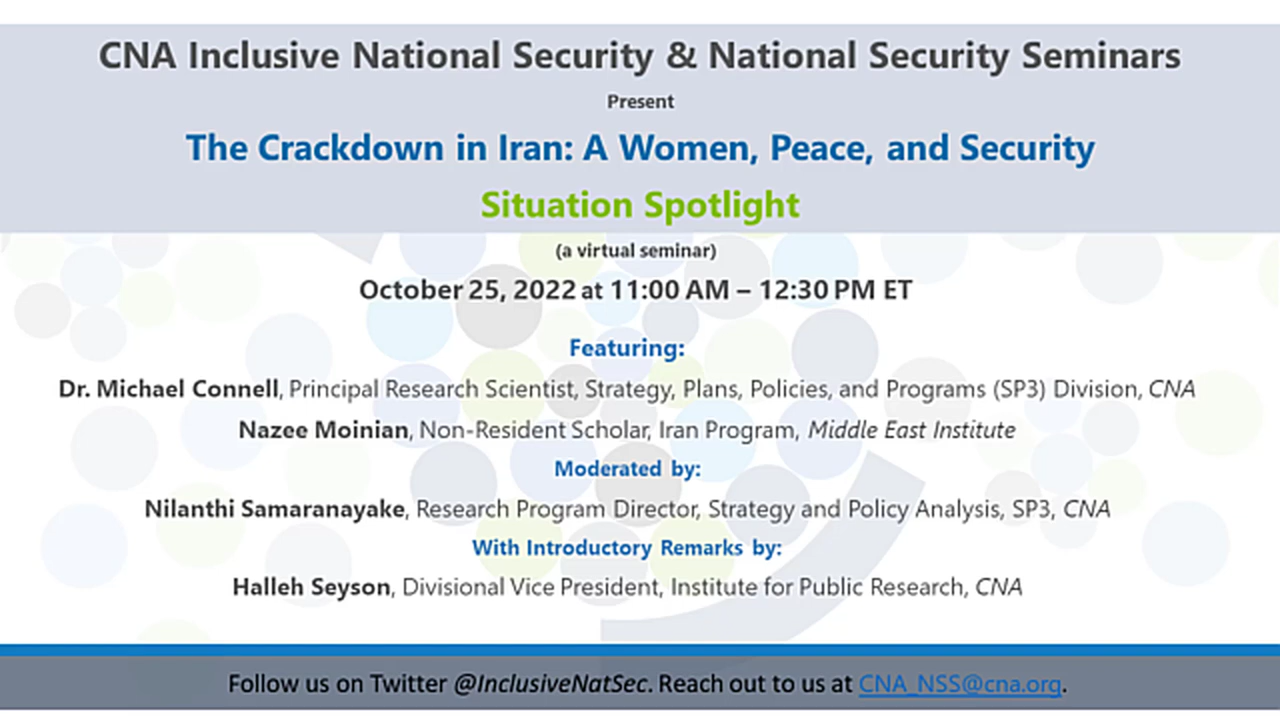 CNA Inclusive National Security & National Security Seminars
Present
The Crackdown in Iran: A Women, Peace, and Security
Situation Spotlight
(a virtual seminar)
October 25, 2022 at 11:00 AM – 12:30 PM ET
Featuring:
Dr. Michael Connell, Principal Research Scientist, Strategy, Plans, Policies, and Programs (SP3) Division, CNA
Nazee Moinian, Non-Resident Scholar, Iran Program, Middle East Institute
Moderated by:
Nilanthi Samaranayake, Research Program Director, Strategy and Policy Analysis, SP3, CNA
With Introductory Remarks by:
Halleh Seyson, Divisional Vice President, Institute for Public Research, CNA
Follow us on Twitter @InclusiveNatSec. Reach out to us at CNA_NSS@cna.org.